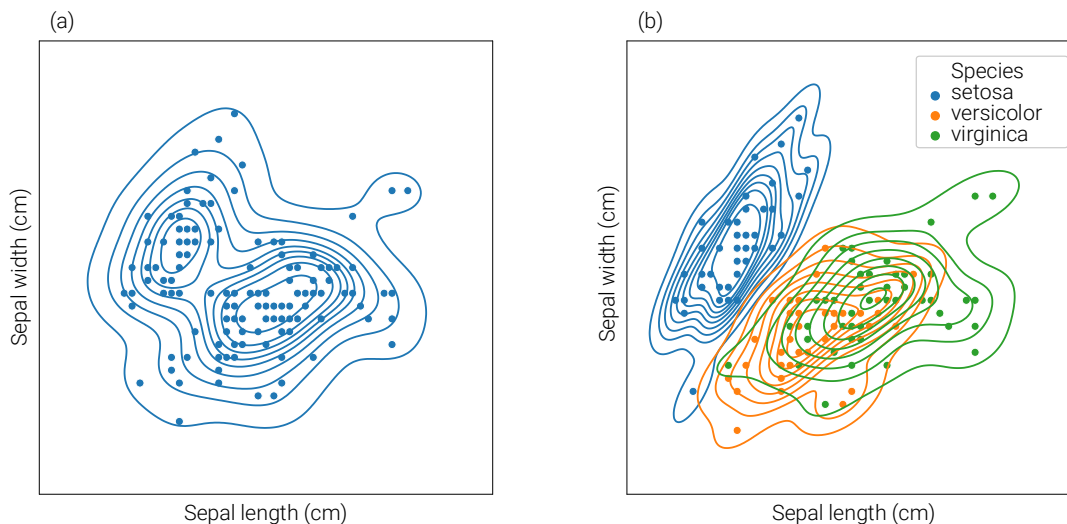 (a)
Sepal width (cm)
Sepal length (cm)
(b)
Species
setosa
versicolor
virginica
Sepal width (cm)
Sepal length (cm)